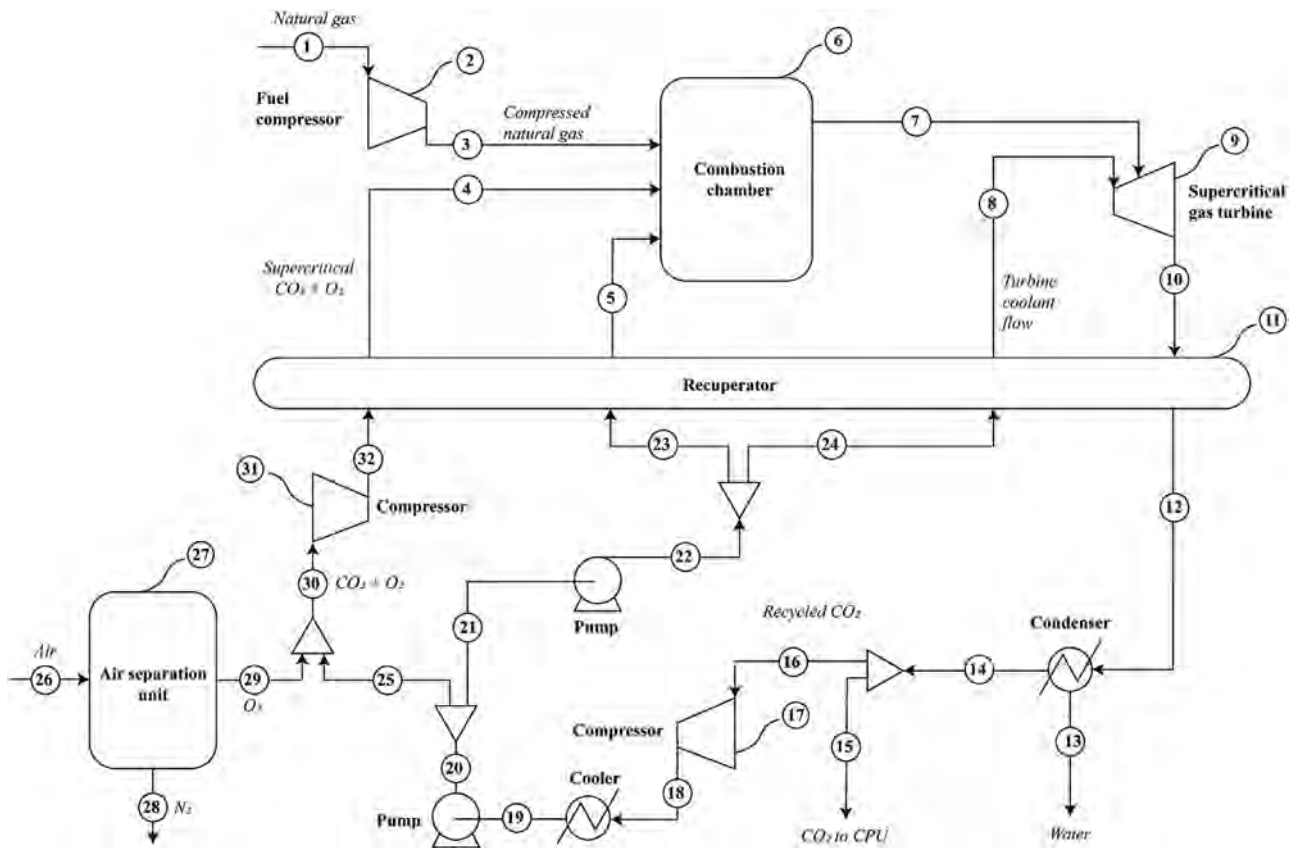 Natural gas
1
2
6
Fuel
compressor
Compressed
natural gas
3
7
9
Combustion
chamber
4
8
Supercritical
gas turbine
Supercritical
CO₂ + O₂
5
Turbine
coolant
flow
10
11
Recuperator
23
24
31
32
Compressor
12
27
30
CO₂ + O₂
22
Pump
21
Recycled CO₂
Condenser
Air
26
Air separation
unit
29
O₂
25
16
14
Compressor
17
15
13
20
Cooler
18
28
N₂
Pump
19
CO₂ to CPU
Water